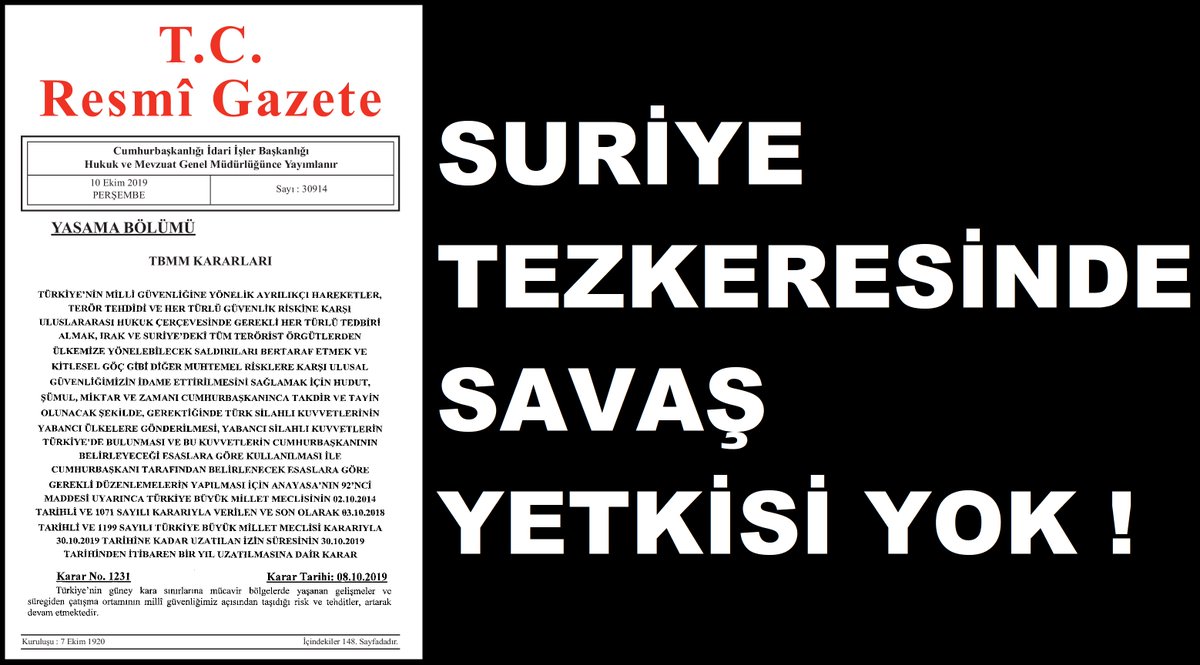 T.C.
Resmî Gazete
Cumhurbaşkanlığı İdari İşler Başkanlığı
Hukuk ve Mevzuat Genel Müdürlüğünce Yayımlanır
10 Ekim 2019
PERŞEMBE
Sayı : 30914
YASAMA BÖLÜMÜ
TBMM KARARLARI
TÜRKİYE'NİN MİLLİ GÜVENLİĞİNE YÖNELİK AYRILIKÇI HAREKETLER,
TERÖR TEHDİDİ VE HER TÜRLÜ GÜVENLİK RİSKİNE KARŞI
ULUSLARARASI HUKUK ÇERÇEVESİNDE GEREKLİ HER TÜRLÜ TEDBİRİ
ALMAK, IRAK VE SURİYE'DEKİ TÜM TERÖRİST ÖRGÜTLERDEN
ÜLKEMİZE YÖNELEBİLECEK SALDIRILARI BERTARAF ETMEK VE
KİTLESEL GÖÇ GİBİ DİĞER MUHTEMEL RİSKLERE KARŞI ULUSAL
GÜVENLİĞİMİZİN İDAME ETTİRİLMESİNİ SAĞLAMAK İÇİN HUDUT,
ŞÜMUL, MİKTAR VE ZAMANI CUMHURBAŞKANINCA TAKDİR VE TAYİN
OLUNACAK ŞEKİLDE, GEREKTİĞİNDE TÜRK SİLAHLI KUVVETLERİNİN
YABANCI ÜLKELERE GÖNDERİLMESİ, YABANCI SİLAHLI KUVVETLERİN
TÜRKİYE'DE BULUNMASI VE BU KUVVETLERİN CUMHURBAŞKANININ
BELİRLEYECEĞİ ESASLARA GÖRE KULLANILMASI İLE
CUMHURBAŞKANI TARAFINDAN BELİRLENECEK ESASLARA GÖRE
GEREKLİ DÜZENLEMELERİN YAPILMASI İÇİN ANAYASA'NIN 92'NCİ
MADDESİ UYARINCA TÜRKİYE BÜYÜK MİLLET MECLİSİNİN 02.10.2014
TARİHLİ VE 1071 SAYILI KARARIYLA VERİLEN VE SON OLARAK 03.10.2018
TARİHLİ VE 1199 SAYILI TÜRKİYE BÜYÜK MİLLET MECLİSİ KARARIYLA
30.10.2019 TARİHİNE KADAR UZATILAN İZİN SÜRESİNİN 30.10.2019
TARİHİNDEN İTİBAREN BİR YIL UZATILMASINA DAİR KARAR
Karar No. 1231
Karar Tarihi: 08.10.2019
Türkiye'nin güney kara sınırlarına mücavir bölgelerde yaşanan gelişmeler ve
süregiden çatışma ortamının millî güvenliğimiz açısından taşıdığı risk ve tehditler, artarak
devam etmektedir.
Kuruluşu : 7 Ekim 1920
İçindekiler 148. Sayfadadır.
SURİYE
TEZKERESİNDE
SAVAŞ
YETKİSİ YOK !